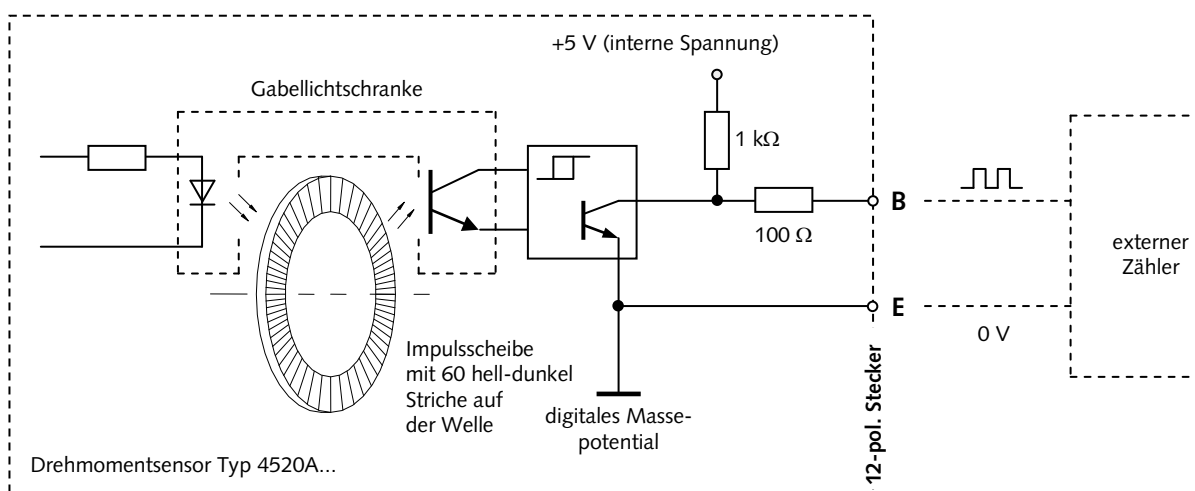 +5 V (interne Spannung)
Gabellichtschranke
1 kΩ
B
100 Ω
externer
Zähler
E
0 V
Impulsscheibe
mit 60 hell-dunkel
Striche auf
der Welle
digitales Masse-
potential
12-pol. Stecker
Drehmomentsensor Typ 4520A...